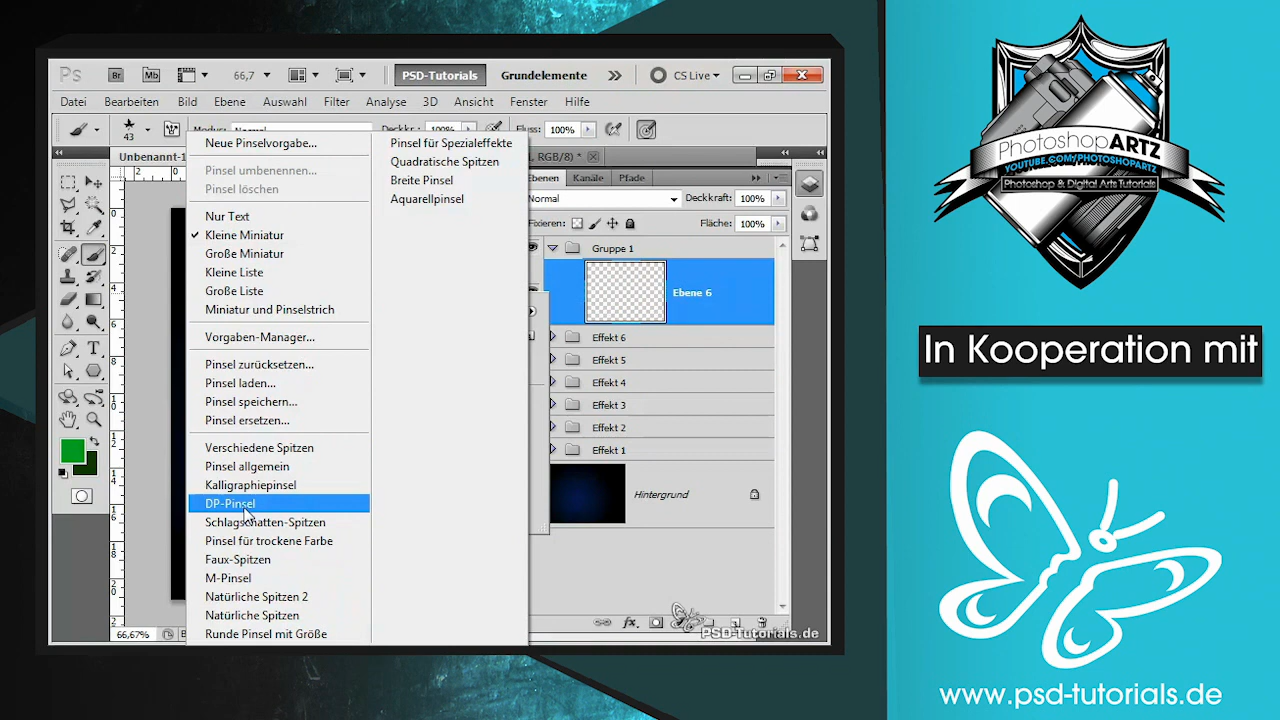 Ps Br Mb 66,7 PSD-Tutorials Grundelemente CS Live
Datei Bearbeiten Bild Ebene Auswahl Filter Analyse 3D Ansicht Fenster Hilfe
43 Modus: Normal Deckkr.: 100% Fluss: 100%
Unbenannt-1
, RGB/8) *
Neue Pinselvorgabe...
Pinsel umbenennen...
Pinsel löschen
Nur Text
Kleine Miniatur
Große Miniatur
Kleine Liste
Große Liste
Miniatur und Pinselstrich
Vorgaben-Manager...
Pinsel zurücksetzen...
Pinsel laden...
Pinsel speichern...
Pinsel ersetzen...
Verschiedene Spitzen
Pinsel allgemein
Kalligraphiepinsel
DP-Pinsel
Schlagschatten-Spitzen
Pinsel für trockene Farbe
Faux-Spitzen
M-Pinsel
Natürliche Spitzen 2
Natürliche Spitzen
Runde Pinsel mit Größe
Pinsel für Spezialeffekte
Quadratische Spitzen
Breite Pinsel
Aquarellpinsel
Ebenen Kanäle Pfade
Normal Deckkraft: 100%
Fixieren: Fläche: 100%
Gruppe 1
Ebene 6
Effekt 6
Effekt 5
Effekt 4
Effekt 3
Effekt 2
Effekt 1
Hintergrund
66,67%
PSD-Tutorials.de
PhotoshopARTZ
YOUTUBE.COM/PHOTOSHOPARTZ
Photoshop & Digital Arts Tutorials
In Kooperation mit
www.psd-tutorials.de